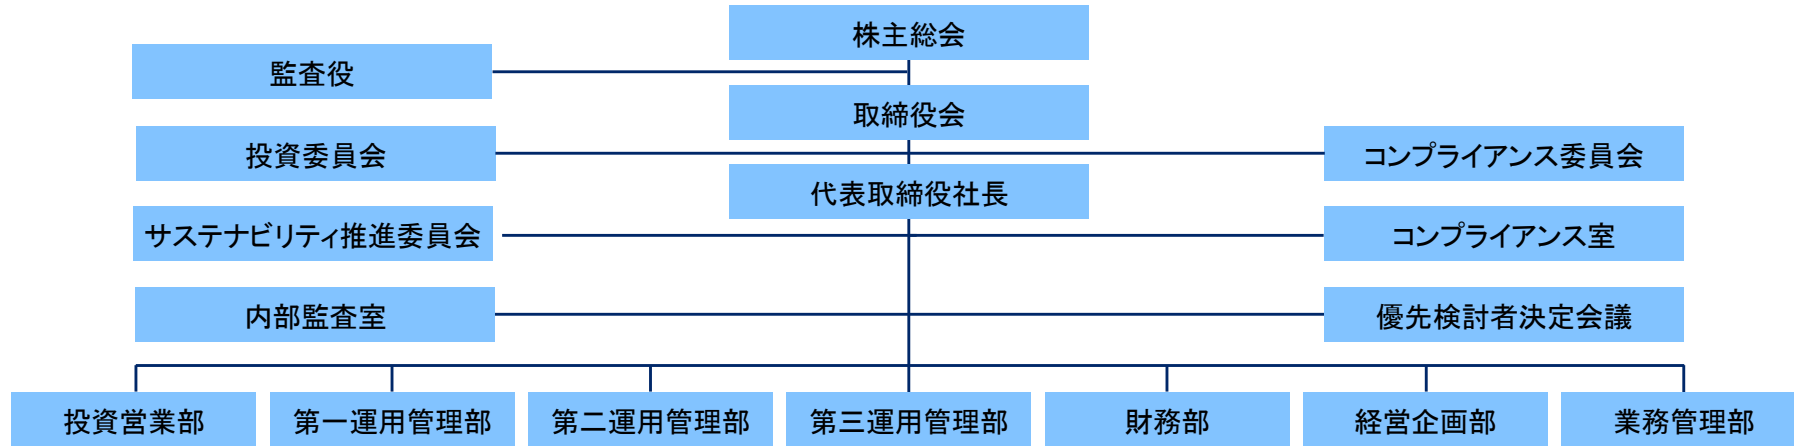 株主総会
監査役
取締役会
投資委員会
コンプライアンス委員会
代表取締役社長
サステナビリティ推進委員会
コンプライアンス室
内部監査室
優先検討者決定会議
投資営業部
第一運用管理部
第二運用管理部
第三運用管理部
財務部
経営企画部
業務管理部